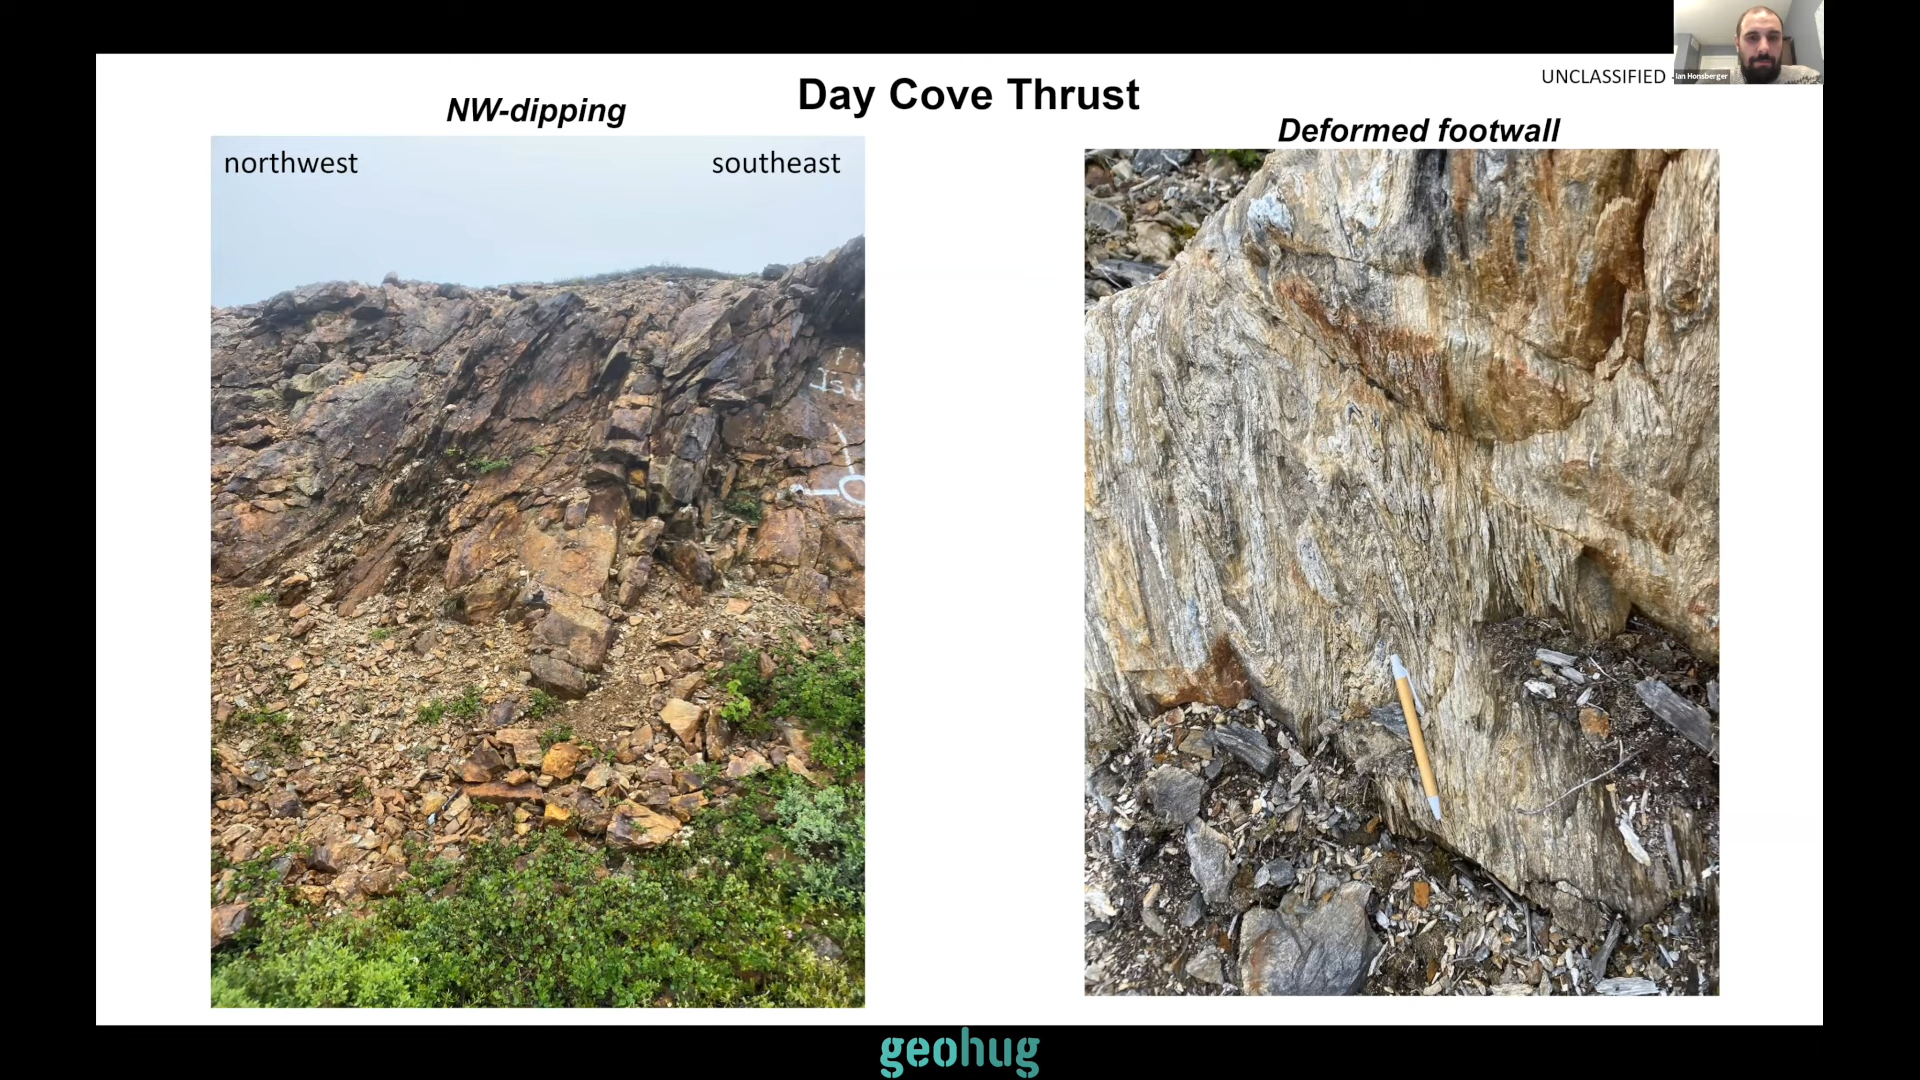 UNCLASSIFIED -
Ian Honsberger
Day Cove Thrust
NW-dipping
Deformed footwall
northwest
southeast
geohug